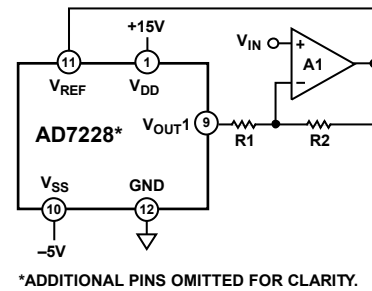 +15V
VIN
11
1
+
A1
VREF
VDD
–
AD7228*
VOUT1
9
R1
R2
VSS
GND
10
12
–5V
*ADDITIONAL PINS OMITTED FOR CLARITY.